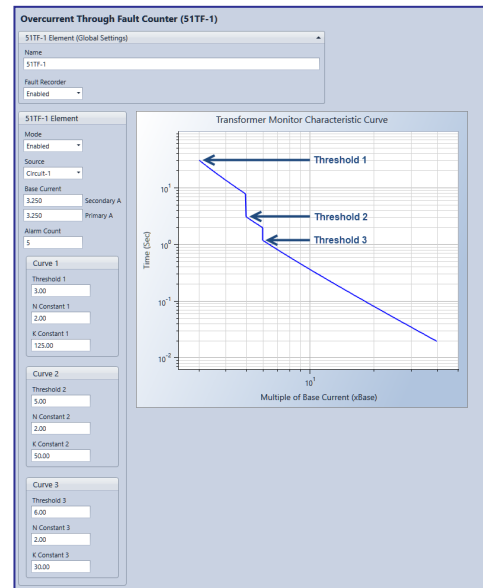 Overcurrent Through Fault Counter (51TF-1)
51TF-1 Element (Global Settings)
Name
51TF-1
Fault Recorder
Enabled
51TF-1 Element
Mode
Enabled
Source
Circuit-1
Base Current
3.250 Secondary A
3.250 Primary A
Alarm Count
5
Curve 1
Threshold 1
3.00
N Constant 1
2.00
K Constant 1
125.00
Curve 2
Threshold 2
5.00
N Constant 2
2.00
K Constant 2
50.00
Curve 3
Threshold 3
6.00
N Constant 3
2.00
K Constant 3
30.00
Transformer Monitor Characteristic Curve
Threshold 1
Threshold 2
Threshold 3
Time (Sec)
10¹
10⁰
10⁻¹
10⁻²
10¹
Multiple of Base Current (xBase)